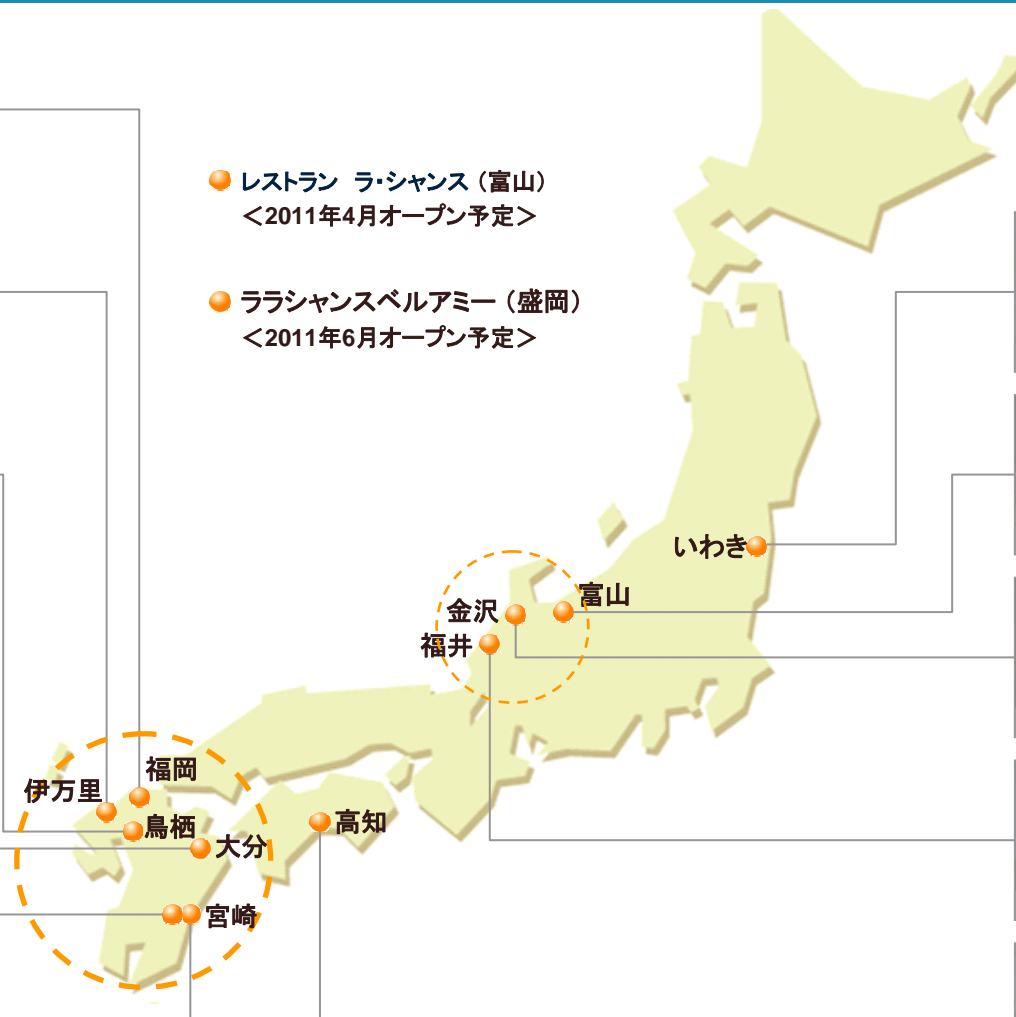 レストラン　ラ・シャンス（富山）
＜2011年4月オープン予定＞
ララシャンスベルアミー（盛岡）
＜2011年6月オープン予定＞
いわき
富山
金沢
福井
福岡
伊万里
鳥栖
高知
大分
宮崎